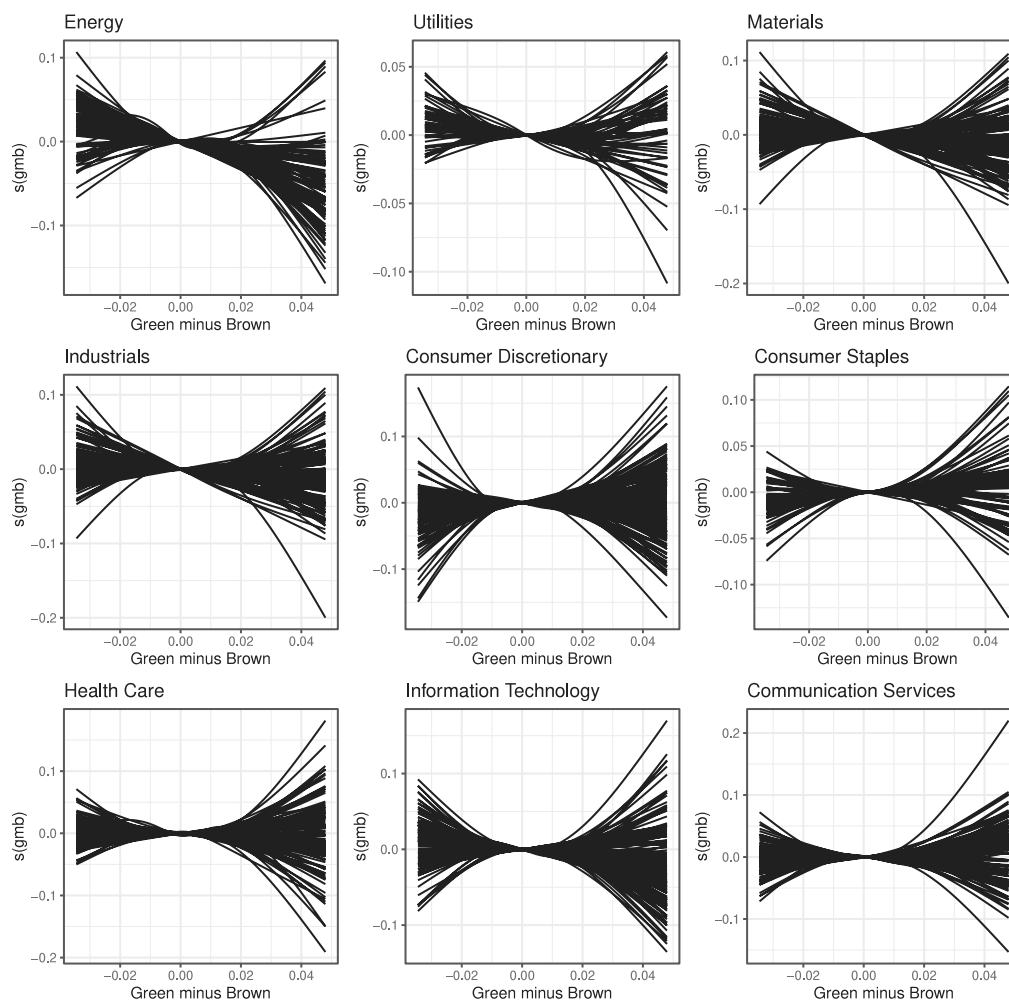 Energy
Utilities
Materials
s(gmb)
0.1
0.0
−0.1
−0.02
0.00
0.02
0.04
Green minus Brown
s(gmb)
0.05
0.00
−0.05
−0.10
−0.02
0.00
0.02
0.04
Green minus Brown
s(gmb)
0.1
0.0
−0.1
−0.2
−0.02
0.00
0.02
0.04
Green minus Brown
Industrials
Consumer Discretionary
Consumer Staples
s(gmb)
0.1
0.0
−0.1
−0.2
−0.02
0.00
0.02
0.04
Green minus Brown
s(gmb)
0.1
0.0
−0.1
−0.02
0.00
0.02
0.04
Green minus Brown
s(gmb)
0.10
0.05
0.00
−0.05
−0.10
−0.02
0.00
0.02
0.04
Green minus Brown
Health Care
Information Technology
Communication Services
s(gmb)
0.1
0.0
−0.1
−0.2
−0.02
0.00
0.02
0.04
Green minus Brown
s(gmb)
0.1
0.0
−0.1
−0.02
0.00
0.02
0.04
Green minus Brown
s(gmb)
0.2
0.1
0.0
−0.1
−0.02
0.00
0.02
0.04
Green minus Brown